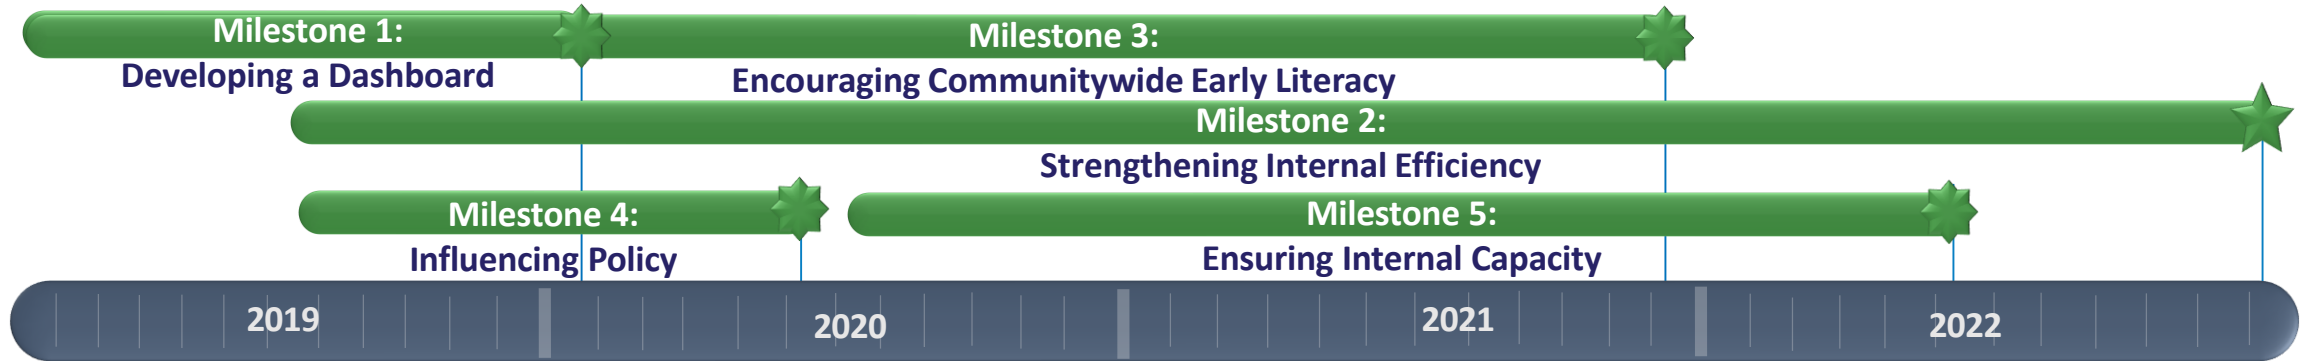 Milestone 1:
Developing a Dashboard
Milestone 3:
Encouraging Communitywide Early Literacy
Milestone 2:
Strengthening Internal Efficiency
Milestone 4:
Influencing Policy
Milestone 5:
Ensuring Internal Capacity
2019
2020
2021
2022